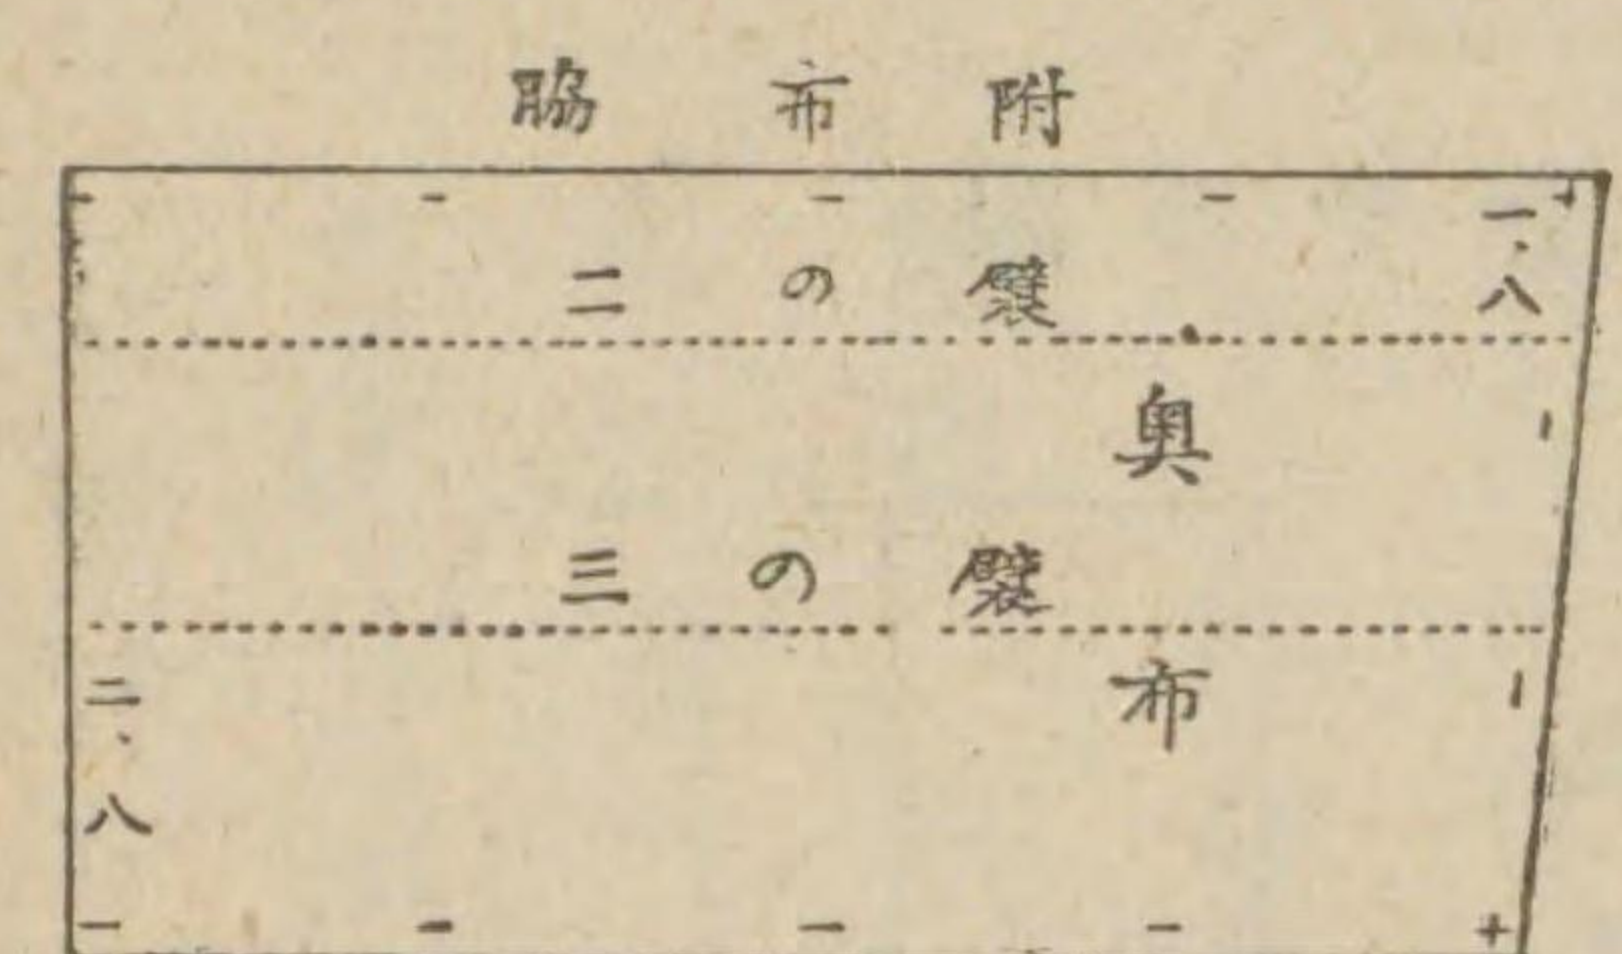 脇布附
一・八
二の襞
奥
三の襞
布
二・八